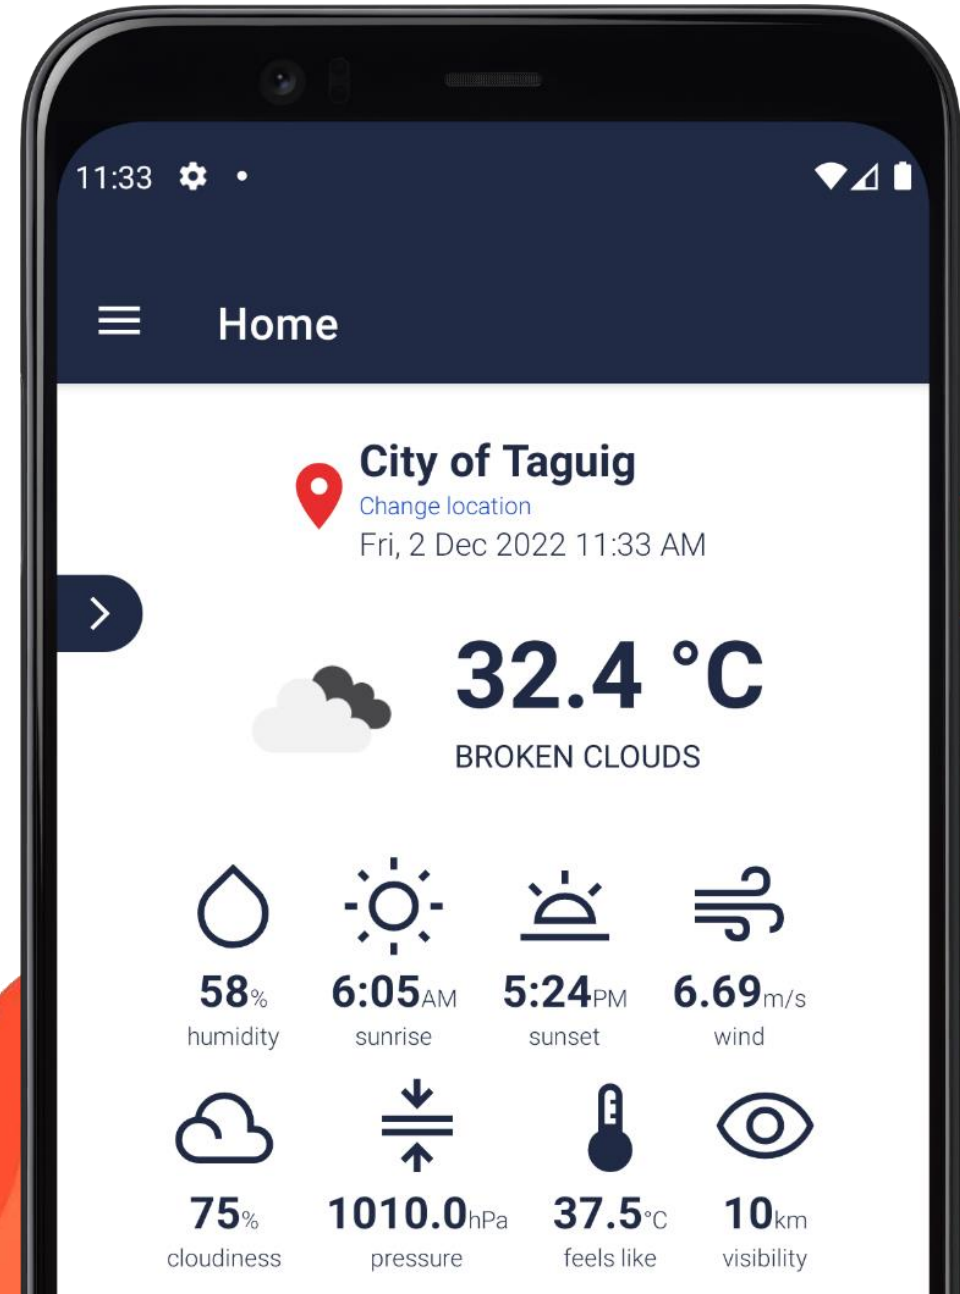 11:33
Home
City of Taguig
Change location
Fri, 2 Dec 2022 11:33 AM
32.4 °C
BROKEN CLOUDS
58% 6:05AM 5:24PM 6.69m/s
humidity sunrise sunset wind
75% 1010.0hPa 37.5°C 10km
cloudiness pressure feels like visibility